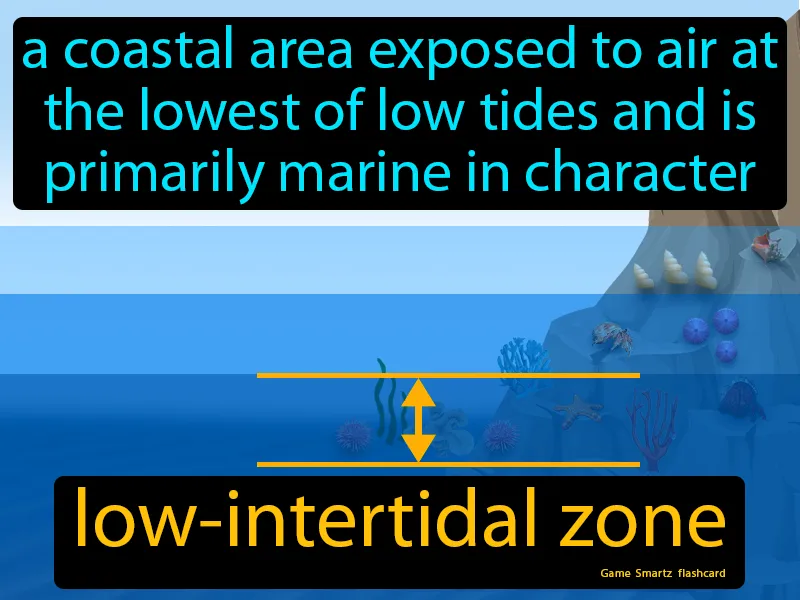 a coastal area exposed to air at
the lowest of low tides and is
primarily marine in character
low-intertidal zone
Game Smartz flashcard